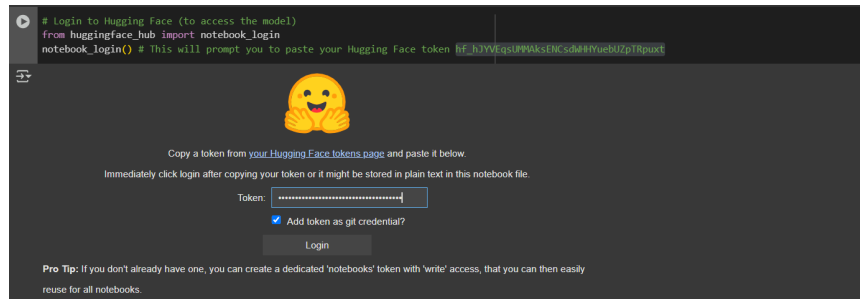 # Login to Hugging Face (to access the model)
from huggingface_hub import notebook_login
notebook_login() # This will prompt you to paste your Hugging Face token
Copy a token from your Hugging Face tokens page and paste it below.
Immediately click login after copying your token or it might be stored in plain text in this notebook file.
Token:
Add token as git credential?
Login
Pro Tip: If you don't already have one, you can create a dedicated 'notebooks' token with 'write' access, that you can then easily
reuse for all notebooks.